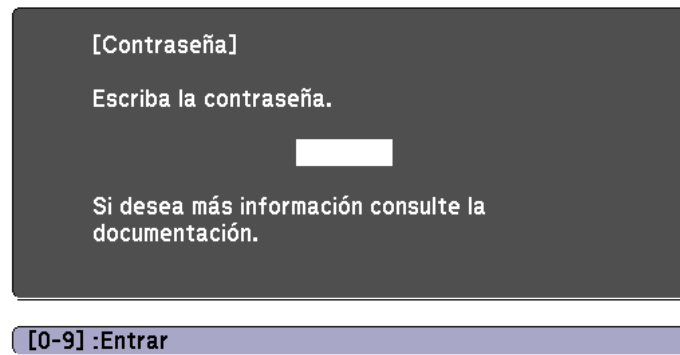 [Contraseña]
Escriba la contraseña.
Si desea más información consulte la
documentación.
[0-9] :Entrar